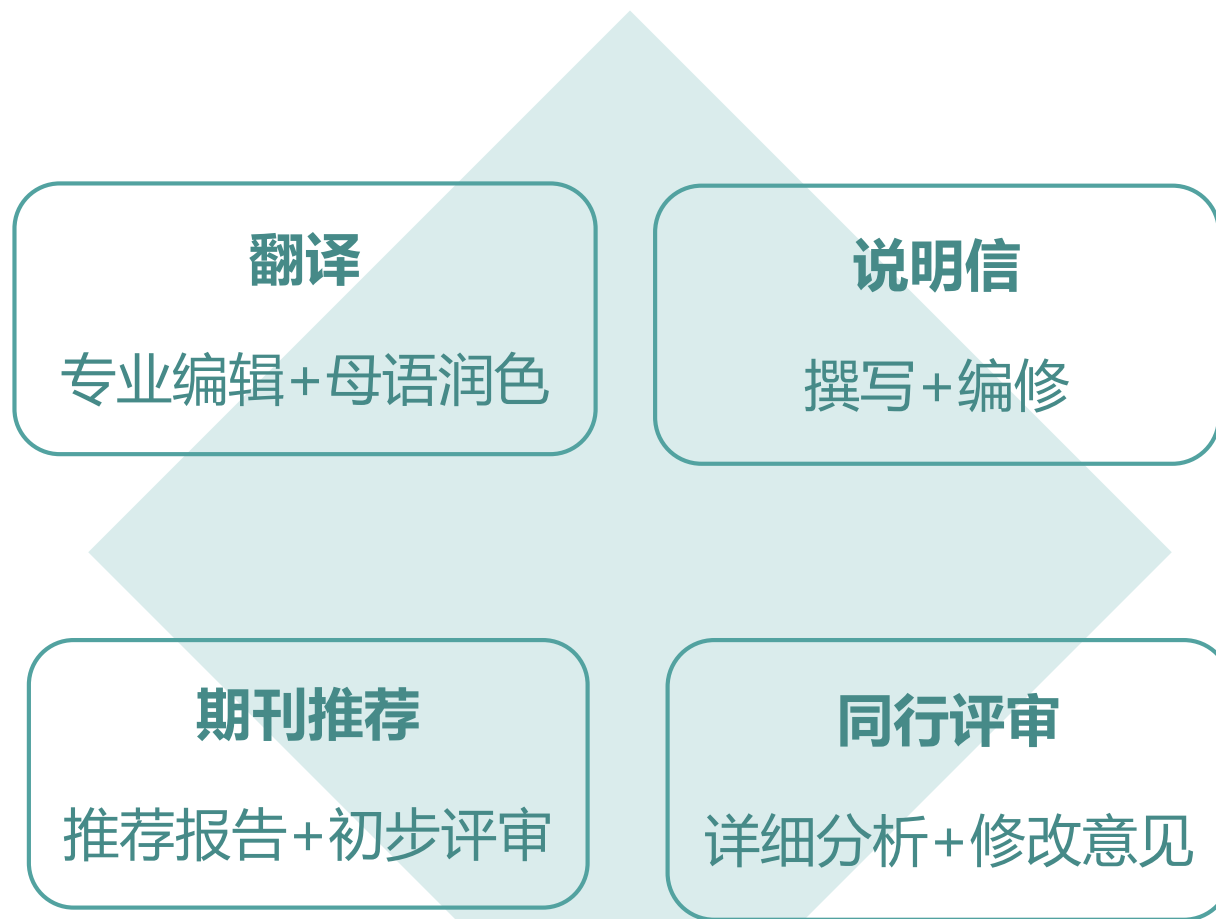 翻译
专业编辑+母语润色
说明信
撰写+编修
期刊推荐
推荐报告+初步评审
同行评审
详细分析+修改意见